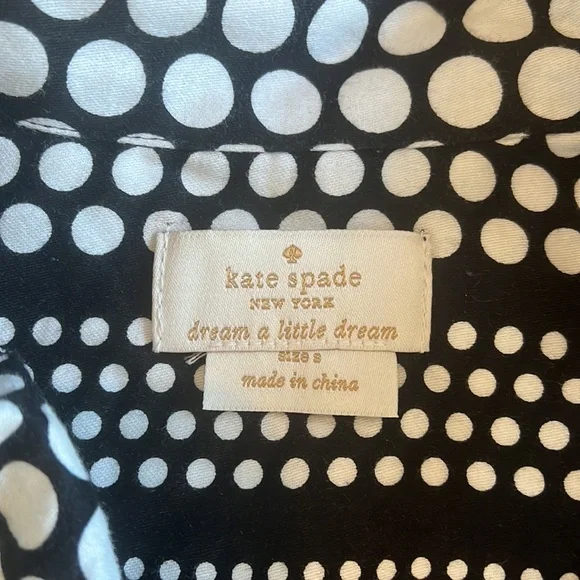 kate spade
NEW YORK
dream a little dream
size s
made in china